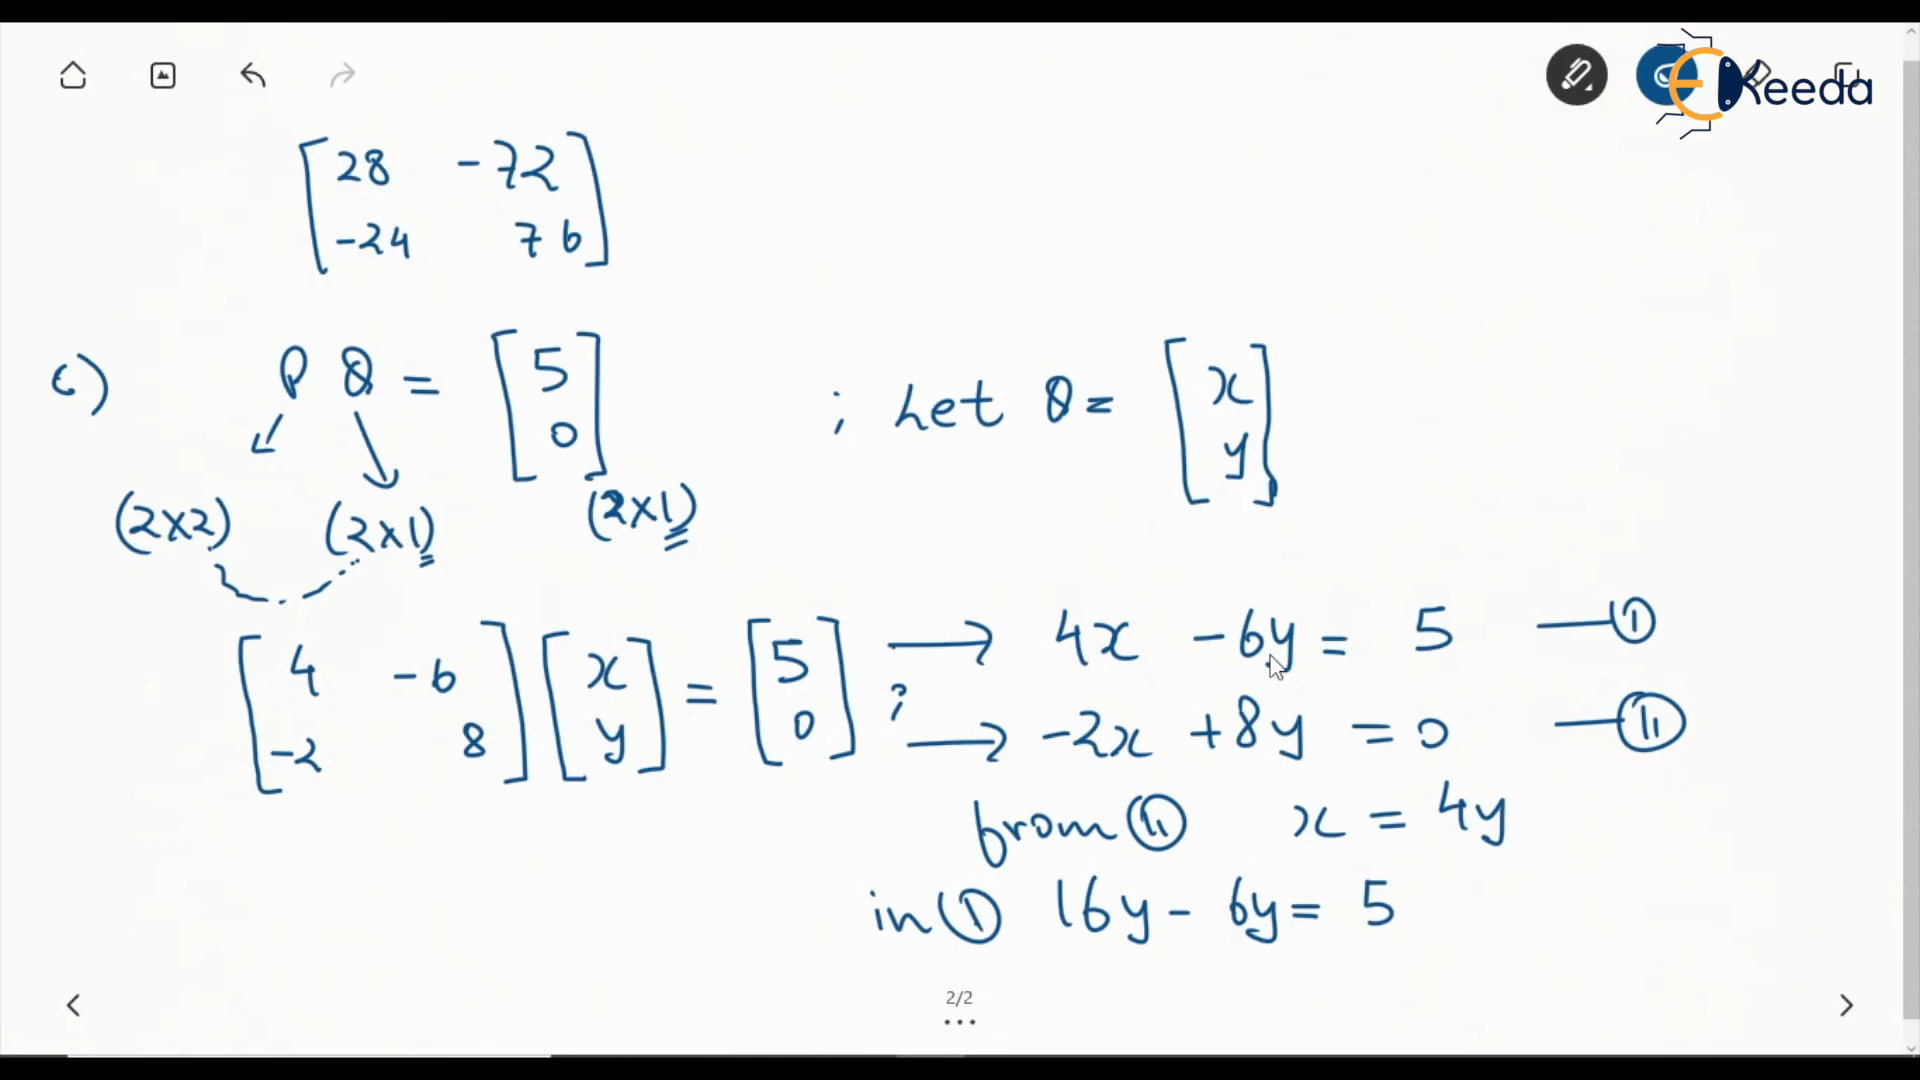 Keeda
[28 -72
-24 76]
c) P Q = [5
0] ; Let Q = [x
y]
(2x2) (2x1) (2x1)
[4 -6
-2 8] [x
y] = [5
0] ; → 4x - 6y = 5 — I
→ -2x + 8y = 0 — II
from II x = 4y
in I 16y - 6y = 5
2/2